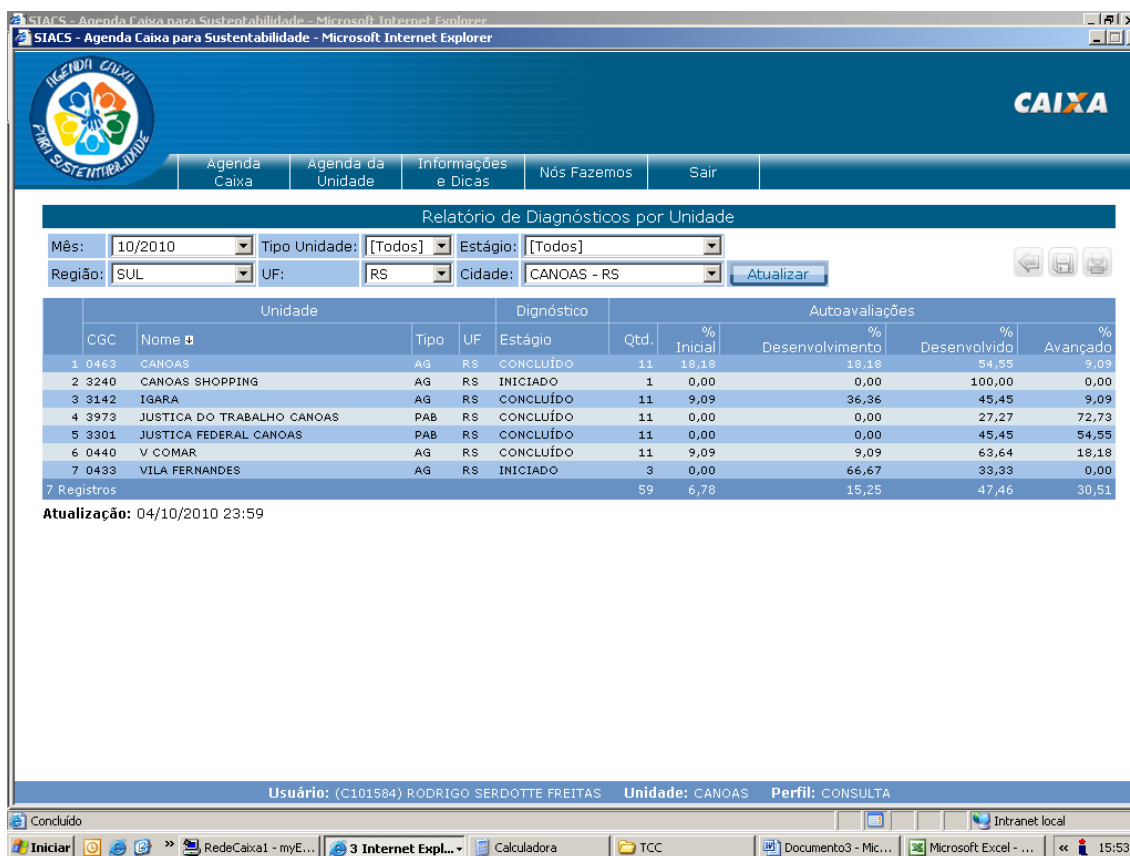 SIACS - Agenda Caixa para Sustentabilidade - Microsoft Internet Explorer
SIACS - Agenda Caixa para Sustentabilidade - Microsoft Internet Explorer
AGENDA CAIXA
PARA SUSTENTABILIDADE
CAIXA
Agenda Caixa
Agenda da Unidade
Informações e Dicas
Nós Fazemos
Sair
Relatório de Diagnósticos por Unidade
Mês: 10/2010 Tipo Unidade: [Todos] Estágio: [Todos]
Região: SUL UF: RS Cidade: CANOAS - RS Atualizar
Unidade Dignóstico Autoavaliações
CGC Nome Tipo UF Estágio Qtd. % Inicial % Desenvolvimento % Desenvolvido % Avançado
1 0463 CANOAS AG RS CONCLUÍDO 11 18,18 18,18 54,55 9,09
2 3240 CANOAS SHOPPING AG RS INICIADO 1 0,00 0,00 100,00 0,00
3 3142 IGARA AG RS CONCLUÍDO 11 9,09 36,36 45,45 9,09
4 3973 JUSTICA DO TRABALHO CANOAS PAB RS CONCLUÍDO 11 0,00 0,00 27,27 72,73
5 3301 JUSTICA FEDERAL CANOAS PAB RS CONCLUÍDO 11 0,00 0,00 45,45 54,55
6 0440 V COMAR AG RS CONCLUÍDO 11 9,09 9,09 63,64 18,18
7 0433 VILA FERNANDES AG RS INICIADO 3 0,00 66,67 33,33 0,00
7 Registros 59 6,78 15,25 47,46 30,51
Atualização: 04/10/2010 23:59
Usuário: (C101584) RODRIGO SERDOTTE FREITAS Unidade: CANOAS Perfil: CONSULTA
Concluído Intranet local
Iniciar » RedeCaixa1 - myE... 3 Internet Expl... Calculadora TCC Documento3 - Mic... Microsoft Excel - ... « 15:53